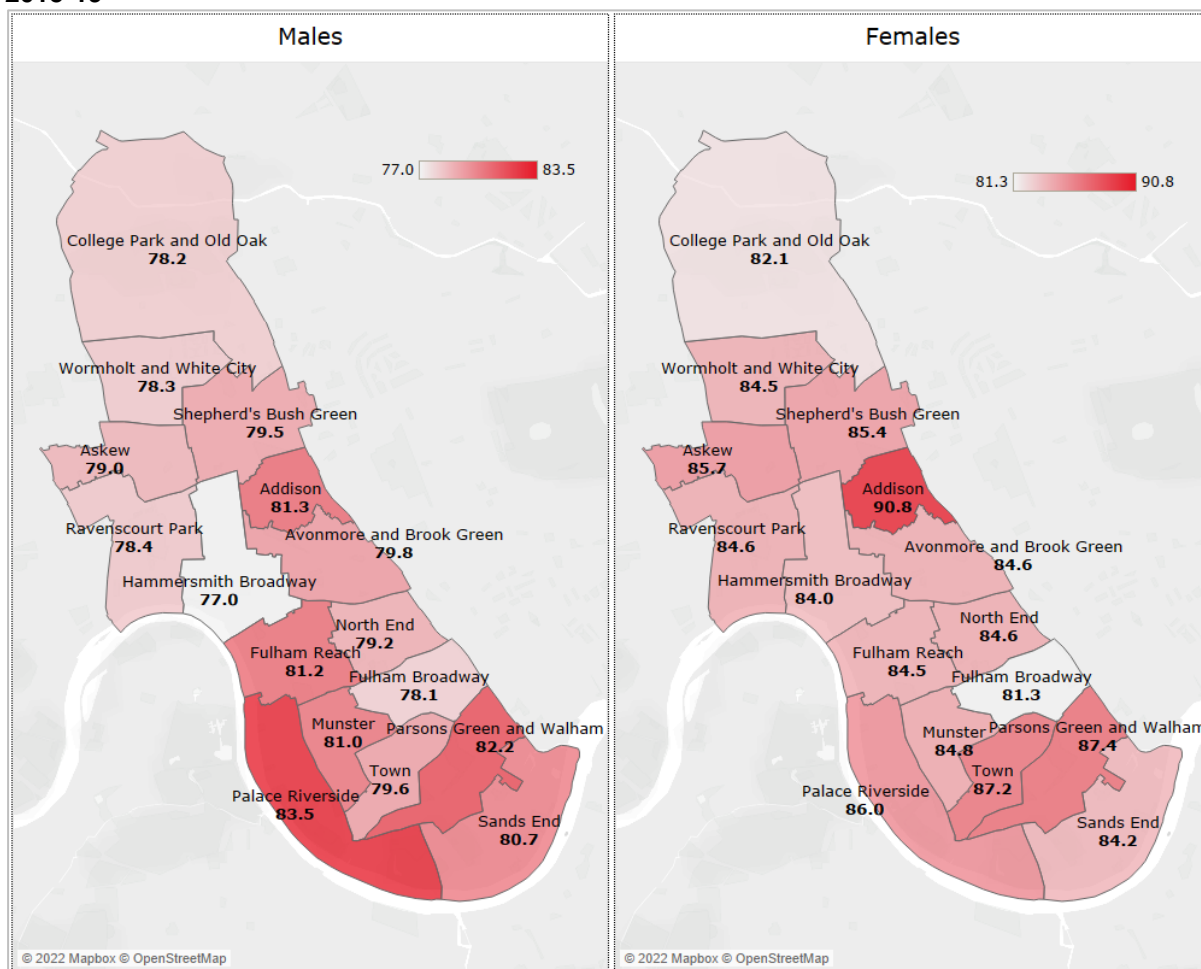 Males
77.0
83.5
College Park and Old Oak
78.2
Wormholt and White City
78.3
Shepherd's Bush Green
79.5
Askew
79.0
Addison
81.3
Ravenscourt Park
78.4
Avonmore and Brook Green
79.8
Hammersmith Broadway
77.0
North End
79.2
Fulham Reach
81.2
Fulham Broadway
78.1
Munster
81.0
Parsons Green and Walham
82.2
Town
79.6
Palace Riverside
83.5
Sands End
80.7
© 2022 Mapbox © OpenStreetMap
Females
81.3
90.8
College Park and Old Oak
82.1
Wormholt and White City
84.5
Shepherd's Bush Green
85.4
Askew
85.7
Addison
90.8
Ravenscourt Park
84.6
Avonmore and Brook Green
84.6
Hammersmith Broadway
84.0
North End
84.6
Fulham Reach
84.5
Fulham Broadway
81.3
Munster
84.8
Parsons Green and Walham
87.4
Town
87.2
Palace Riverside
86.0
Sands End
84.2
© 2022 Mapbox © OpenStreetMap